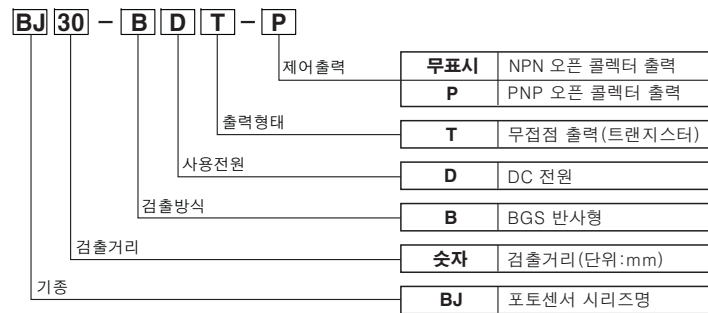 BJ 30 - B D T - P
제어출력 무표시 NPN 오픈 콜렉터 출력
P PNP 오픈 콜렉터 출력
출력형태 T 무접점 출력(트랜지스터)
사용전원 D DC 전원
검출방식 B BGS 반사형
검출거리 숫자 검출거리(단위:mm)
기종 BJ 포토센서 시리즈명